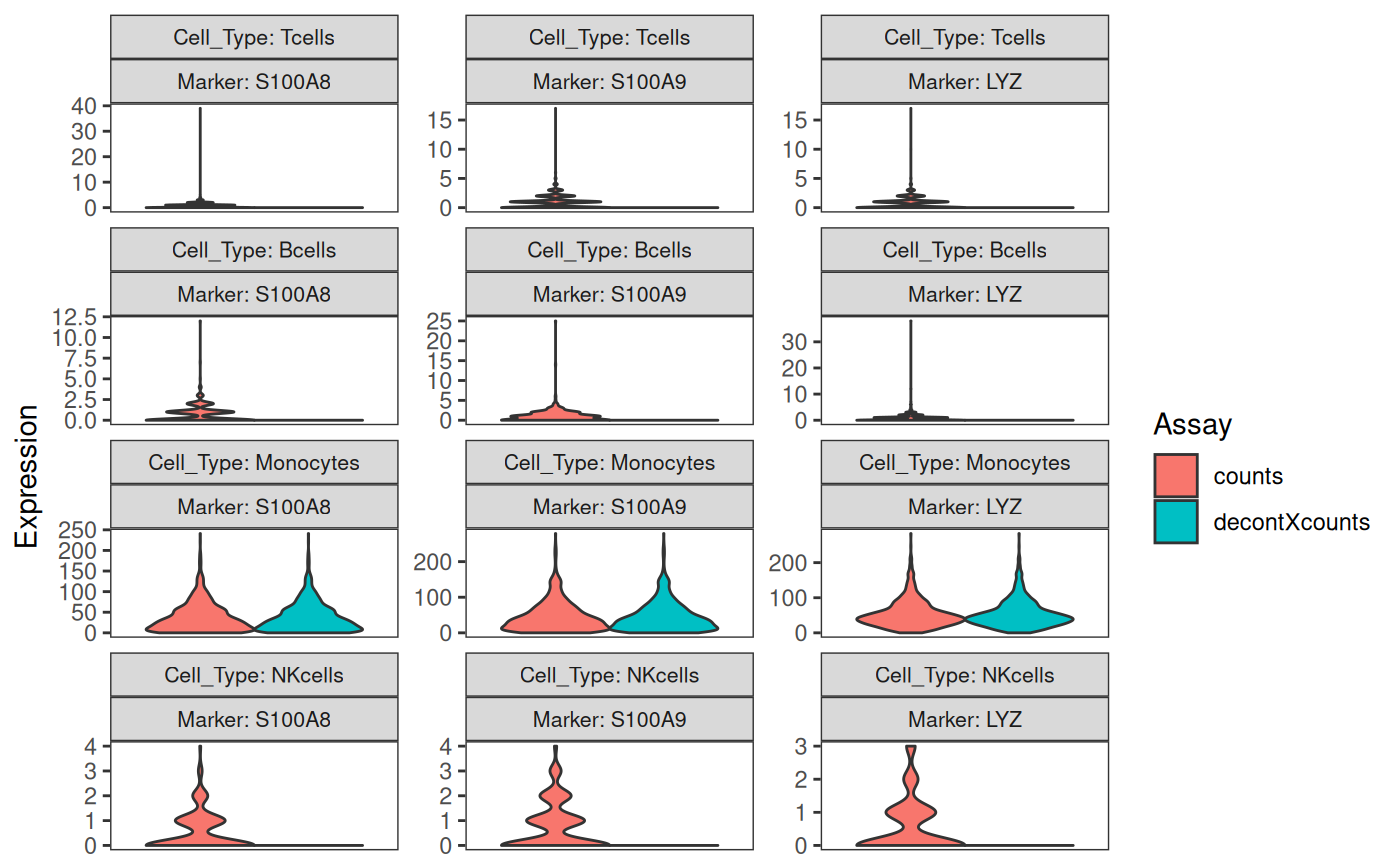 Cell_Type: Tcells
Cell_Type: Tcells
Cell_Type: Tcells
Marker: S100A8
Marker: S100A9
Marker: LYZ
40
30
20
10
0
15
10
5
0
15
10
5
0
Cell_Type: Bcells
Cell_Type: Bcells
Cell_Type: Bcells
Marker: S100A8
Marker: S100A9
Marker: LYZ
12.5
10.0
7.5
5.0
2.5
0.0
25
20
15
10
5
0
30
20
10
0
Cell_Type: Monocytes
Cell_Type: Monocytes
Cell_Type: Monocytes
Marker: S100A8
Marker: S100A9
Marker: LYZ
250
200
150
100
50
0
200
100
0
200
100
0
Cell_Type: NKcells
Cell_Type: NKcells
Cell_Type: NKcells
Marker: S100A8
Marker: S100A9
Marker: LYZ
4
3
2
1
0
4
3
2
1
0
3
2
1
0
Expression
Assay
counts
decontXcounts